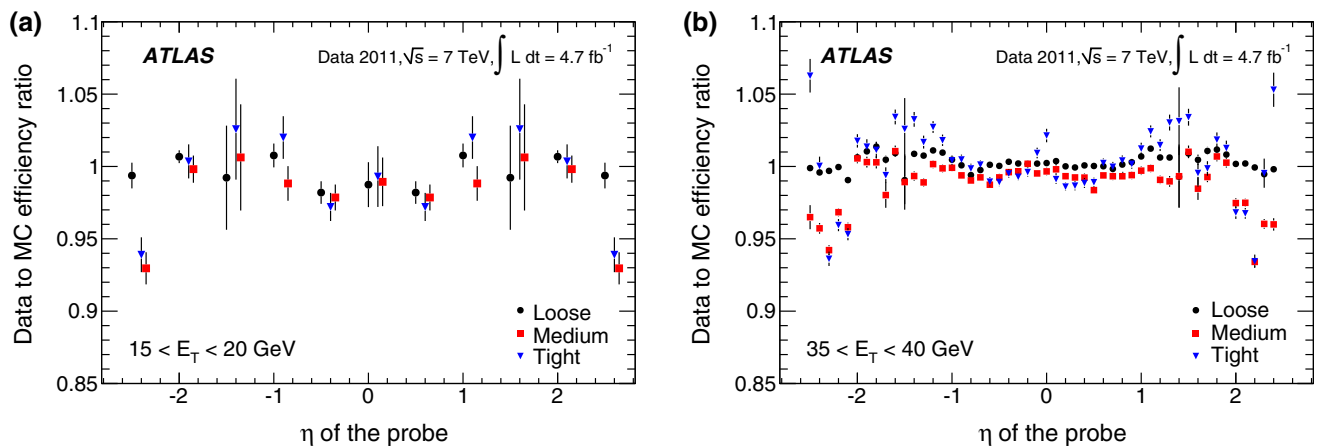 (a)
Data to MC efficiency ratio
1.1
1.05
1
0.95
0.9
0.85
ATLAS
Data 2011,√s = 7 TeV,∫ L dt = 4.7 fb⁻¹
Loose
Medium
Tight
15 < E_T < 20 GeV
-2 -1 0 1 2
η of the probe
(b)
Data to MC efficiency ratio
1.1
1.05
1
0.95
0.9
0.85
ATLAS
Data 2011,√s = 7 TeV,∫ L dt = 4.7 fb⁻¹
Loose
Medium
Tight
35 < E_T < 40 GeV
-2 -1 0 1 2
η of the probe